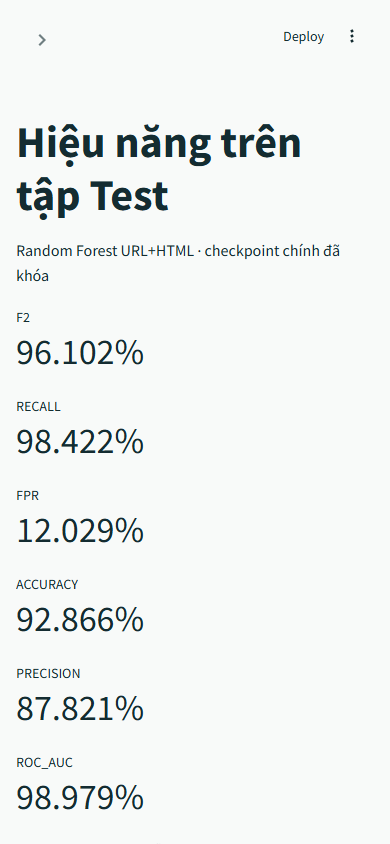 Deploy
Hiệu năng trên
tập Test
Random Forest URL+HTML · checkpoint chính đã
khóa
F2
96.102%
RECALL
98.422%
FPR
12.029%
ACCURACY
92.866%
PRECISION
87.821%
ROC_AUC
98.979%